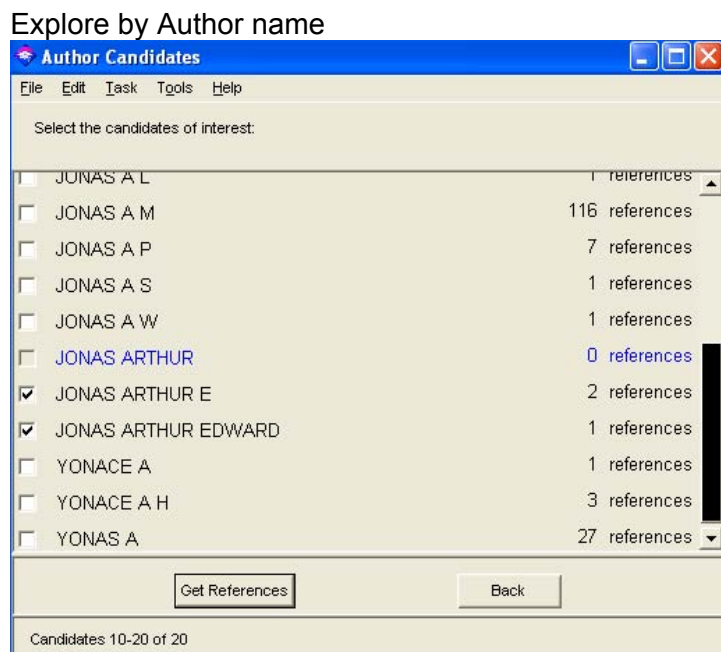 Explore by Author name
Author Candidates
File Edit Task Tools Help
Select the candidates of interest:
JONAS A L 1 references
JONAS A M 116 references
JONAS A P 7 references
JONAS A S 1 references
JONAS A W 1 references
JONAS ARTHUR 0 references
JONAS ARTHUR E 2 references
JONAS ARTHUR EDWARD 1 references
YONACE A 1 references
YONACE A H 3 references
YONAS A 27 references
Get References Back
Candidates 10-20 of 20